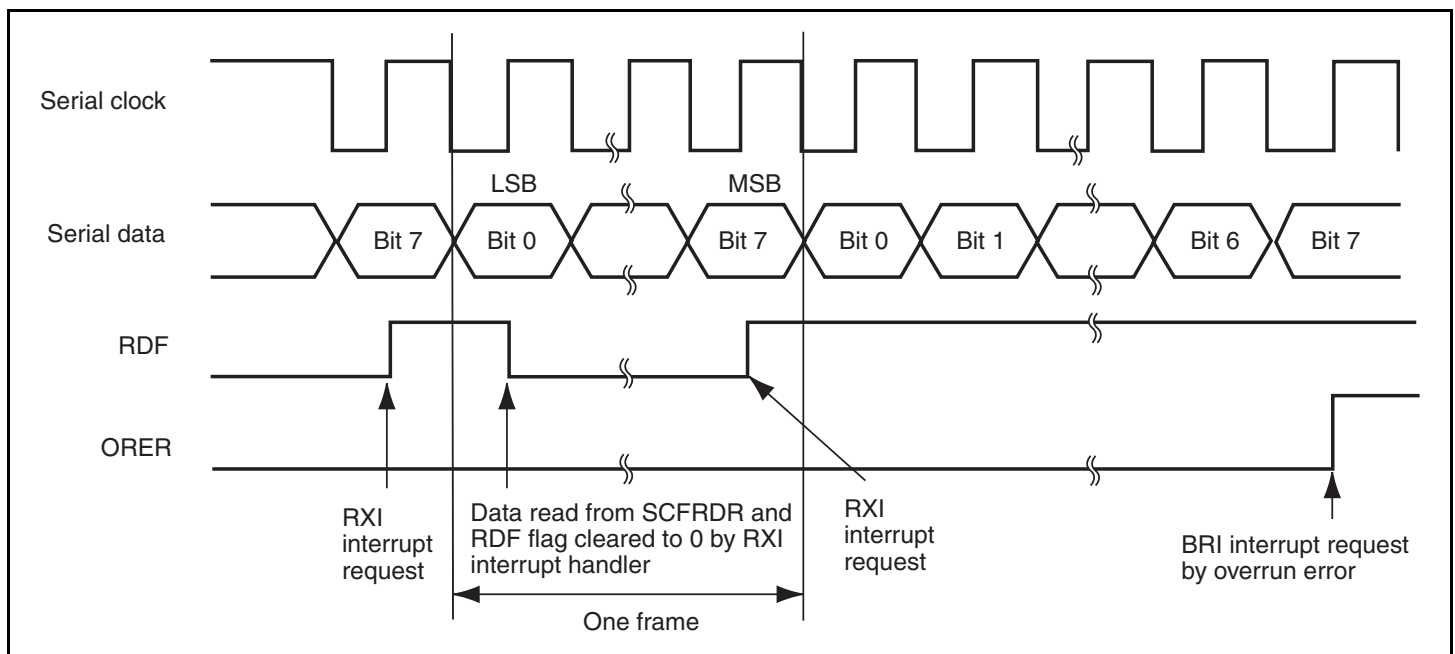 Serial clock
LSB
MSB
Serial data
Bit 7
Bit 0
Bit 7
Bit 0
Bit 1
Bit 6
Bit 7
RDF
ORER
RXI
interrupt
request
Data read from SCFRDR and
RDF flag cleared to 0 by RXI
interrupt handler
RXI
interrupt
request
BRI interrupt request
by overrun error
One frame